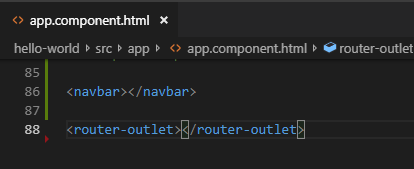 app.component.html ×
hello-world > src > app > app.component.html > router-outlet
85
86 <navbar></navbar>
87
88 <router-outlet></router-outlet>